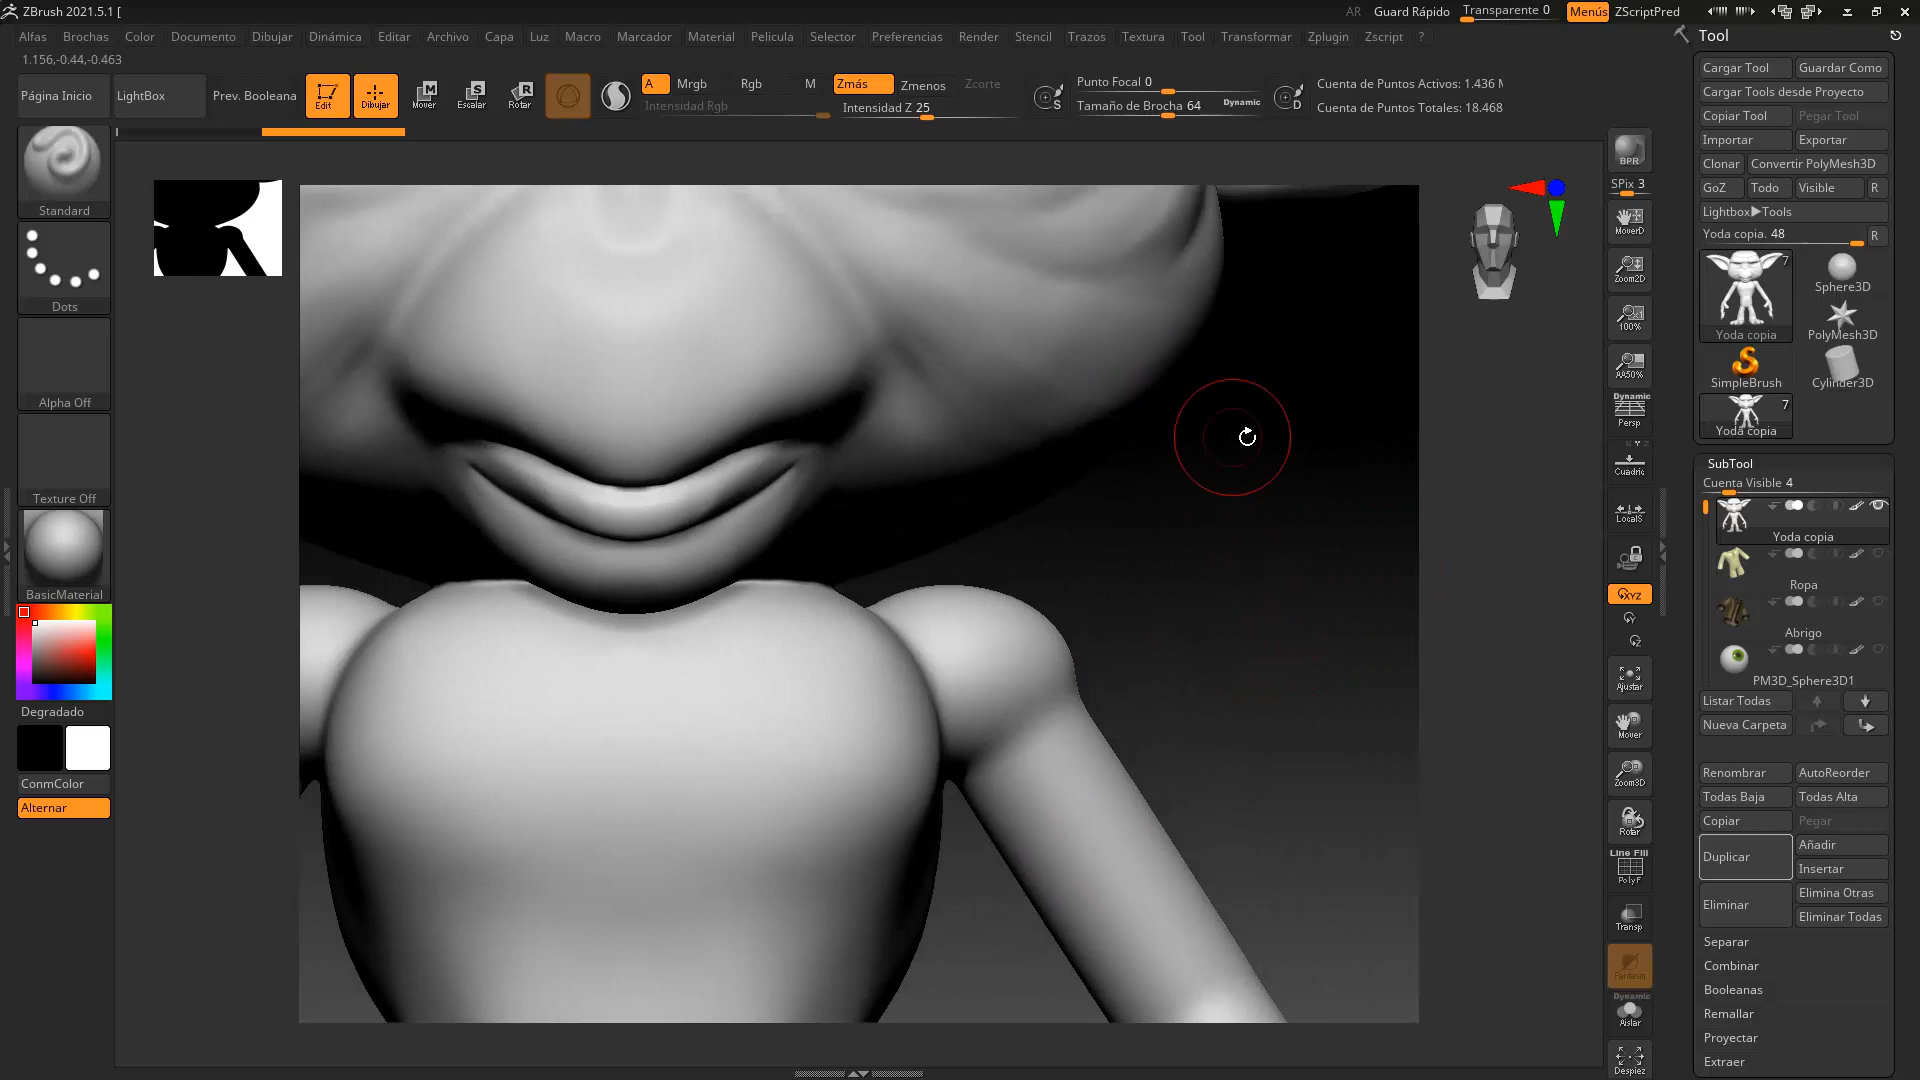 ZBrush 2021.5.1 [
AR Guard Rápido Transparente 0 Menús ZScriptPred
Alfas Brochas Color Documento Dibujar Dinámica Editar Archivo Capa Luz Macro Marcador Material Pelicula Selector Preferencias Render Stencil Trazos Textura Tool Transformar Zplugin Zscript ?
1.156,-0.44,-0.463
Página Inicio LightBox Prev. Booleana Edit Dibujar Mover Escalar Rotar
A Mrgb Rgb M Zmás Zmenos Zcorte
Intensidad Rgb Intensidad Z 25
Punto Focal 0
Tamaño de Brocha 64 Dynamic
Cuenta de Puntos Activos: 1.436 M
Cuenta de Puntos Totales: 18.468
Standard
Dots
Alpha Off
Texture Off
BasicMaterial
Degradado
ConmColor
Alternar
BPR
SPix 3
MoverD
Zoom2D
100%
AA50%
Dynamic
Persp
Cuadric
LocalS
XYZ
Y
Z
Ajustar
Mover
Zoom3D
Rotar
Line Fill
PolyF
Transp
Fantasm
Dynamic
Aislar
Despiez
Tool
Cargar Tool Guardar Como
Cargar Tools desde Proyecto
Copiar Tool Pegar Tool
Importar Exportar
Clonar Convertir PolyMesh3D
GoZ Todo Visible R
Lightbox▶Tools
Yoda copia. 48 R
7
Yoda copia
Sphere3D
PolyMesh3D
SimpleBrush
Cylinder3D
7
Yoda copia
SubTool
Cuenta Visible 4
Yoda copia
Ropa
Abrigo
PM3D_Sphere3D1
Listar Todas
Nueva Carpeta
Renombrar AutoReorder
Todas Baja Todas Alta
Copiar Pegar
Duplicar Añadir
Insertar
Eliminar Elimina Otras
Eliminar Todas
Separar
Combinar
Booleanas
Remallar
Proyectar
Extraer